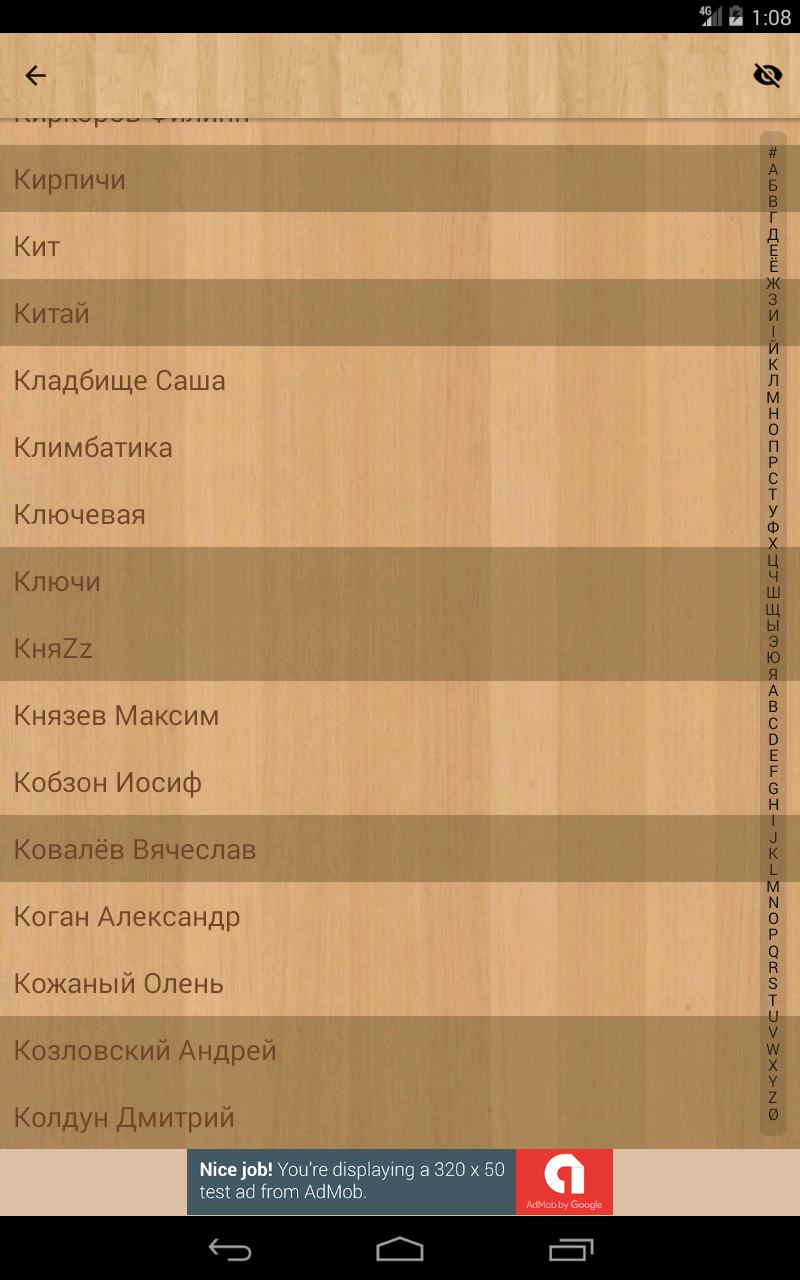 4G 1:08
Киркоров Филипп
Кирпичи
Кит
Китай
Кладбище Саша
Климбатика
Ключевая
Ключи
КняZz
Князев Максим
Кобзон Иосиф
Ковалёв Вячеслав
Коган Александр
Кожаный Олень
Козловский Андрей
Колдун Дмитрий
#
А
Б
В
Г
Д
Е
Ё
Ж
З
И
І
Й
К
Л
М
Н
О
П
Р
С
Т
У
Ф
Х
Ц
Ч
Ш
Щ
Ы
Э
Ю
Я
A
B
C
D
E
F
G
H
I
J
K
L
M
N
O
P
Q
R
S
T
U
V
W
X
Y
Z
Ø
Nice job! You're displaying a 320 x 50
test ad from AdMob.
AdMob by Google